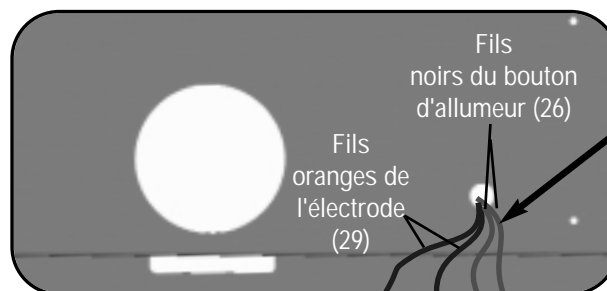 Fils
noirs du bouton
d'allumeur (26)
Fils
oranges de
l'électrode
(29)